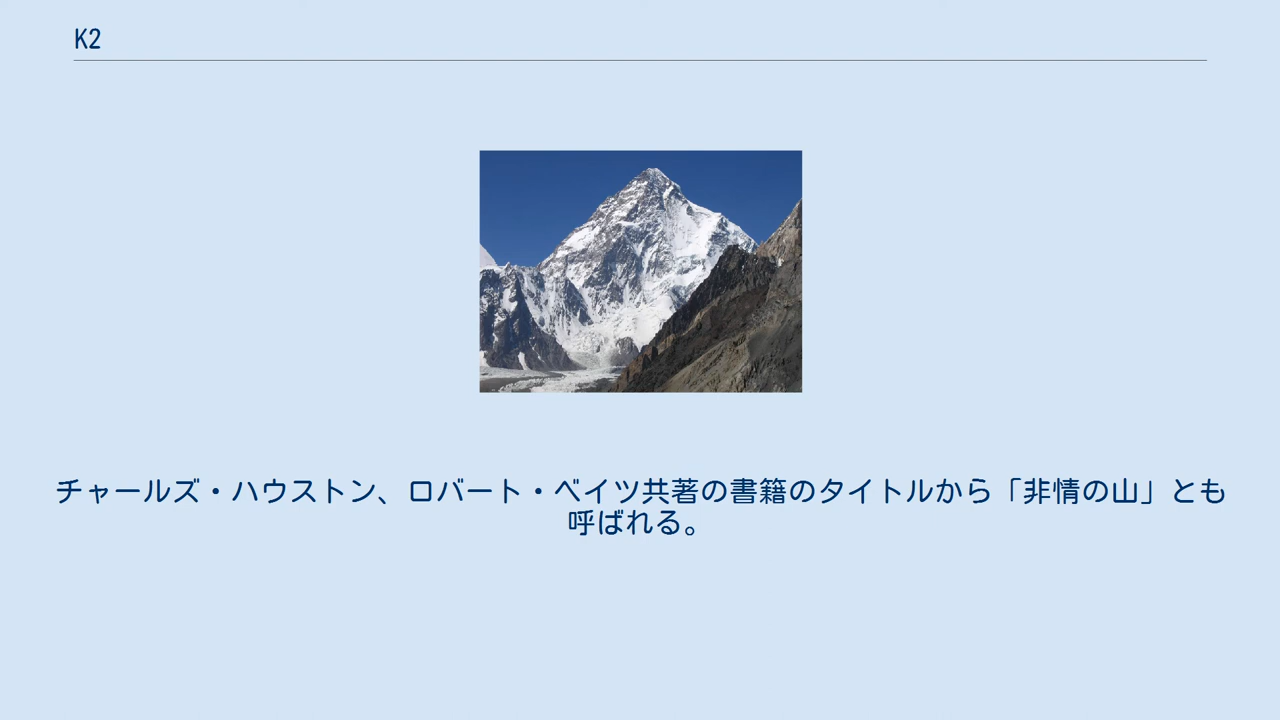 K2
チャールズ・ハウストン、ロバート・ベイツ共著の書籍のタイトルから「非情の山」とも
呼ばれる。